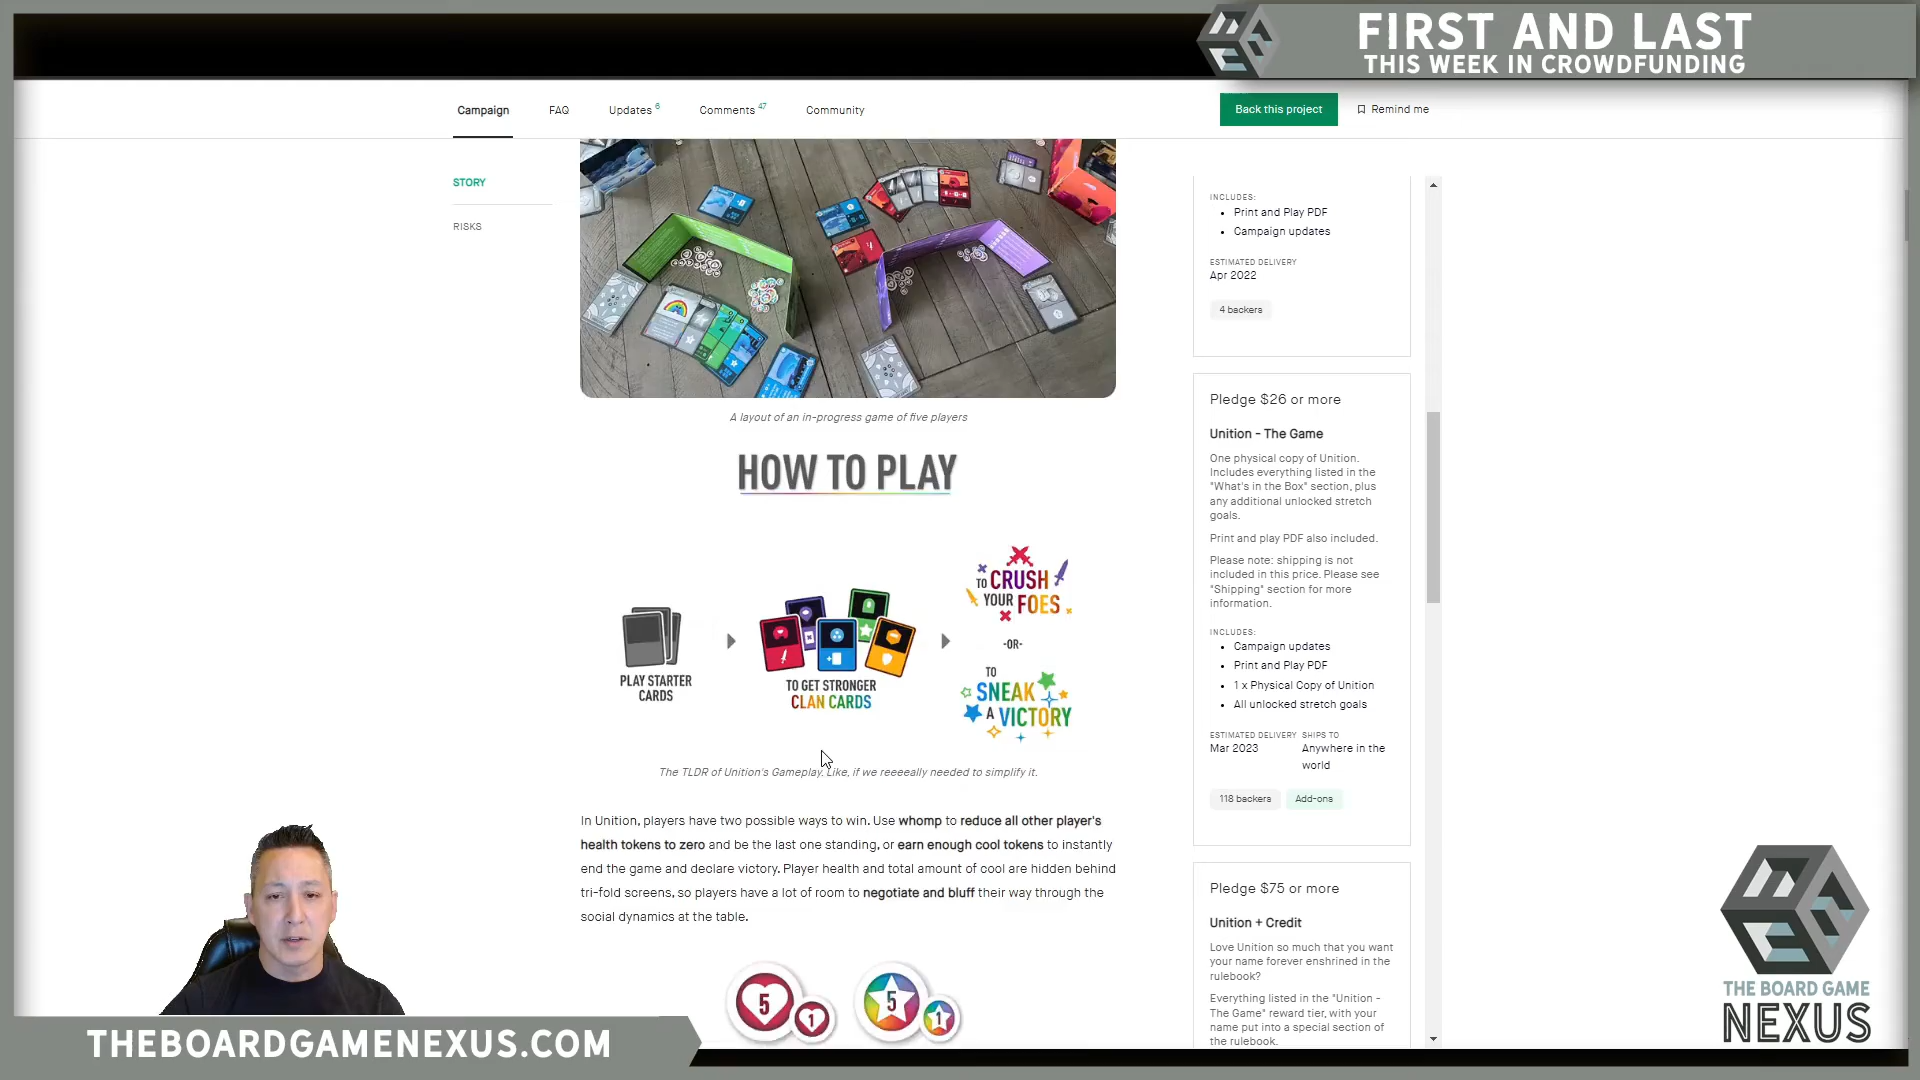 FIRST AND LAST
THIS WEEK IN CROWDFUNDING
Campaign
FAQ
Updates 6
Comments 47
Community
Back this project
Remind me
STORY
RISKS
A layout of an in-progress game of five players
HOW TO PLAY
PLAY STARTER
CARDS
TO GET STRONGER
CLAN CARDS
TO CRUSH
YOUR FOES
-OR-
TO
SNEAK
A VICTORY
The TLDR of Unition's Gameplay. Like, if we reeeeally needed to simplify it.
In Unition, players have two possible ways to win. Use whomp to reduce all other player's
health tokens to zero and be the last one standing, or earn enough cool tokens to instantly
end the game and declare victory. Player health and total amount of cool are hidden behind
tri-fold screens, so players have a lot of room to negotiate and bluff their way through the
social dynamics at the table.
5
1
5
1
INCLUDES:
Print and Play PDF
Campaign updates
ESTIMATED DELIVERY
Apr 2022
4 backers
Pledge $26 or more
Unition - The Game
One physical copy of Unition.
Includes everything listed in the
"What's in the Box" section, plus
any additional unlocked stretch
goals.
Print and play PDF also included.
Please note: shipping is not
included in this price. Please see
"Shipping" section for more
information.
INCLUDES:
Campaign updates
Print and Play PDF
1 x Physical Copy of Unition
All unlocked stretch goals
ESTIMATED DELIVERY
Mar 2023
SHIPS TO
Anywhere in the
world
118 backers
Add-ons
Pledge $75 or more
Unition + Credit
Love Unition so much that you want
your name forever enshrined in the
rulebook?
Everything listed in the "Unition -
The Game" reward tier, with your
name put into a special section of
the rulebook.
THE BOARD GAME
NEXUS
THEBOARDGAMENEXUS.COM